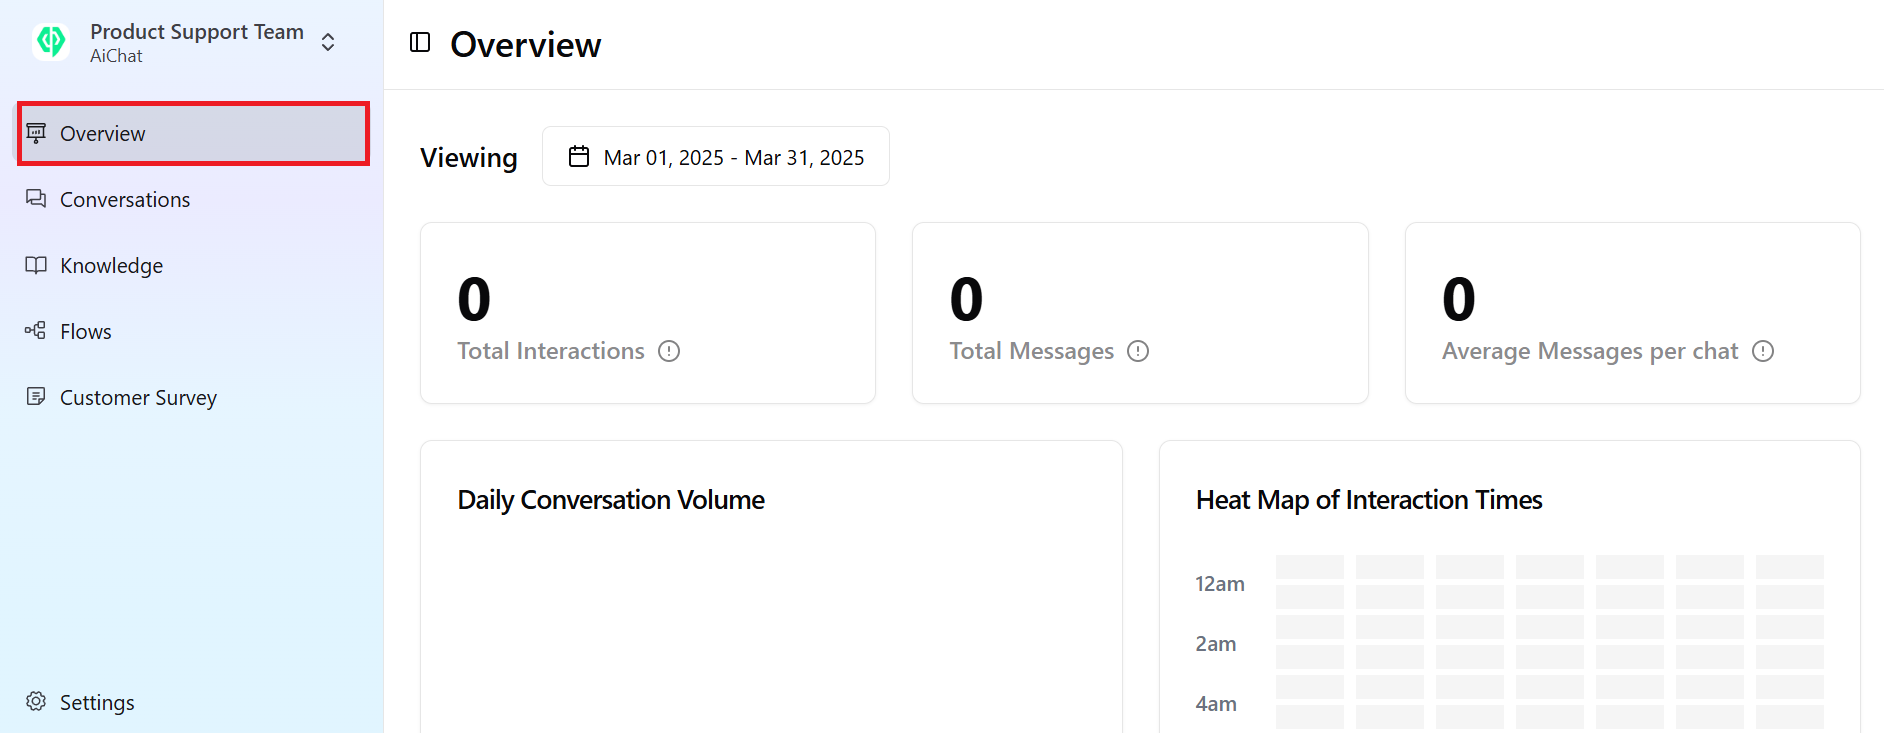 Product Support Team
AiChat
Overview
Conversations
Knowledge
Flows
Customer Survey
Settings
Overview
Viewing
Mar 01, 2025 - Mar 31, 2025
0
Total Interactions
0
Total Messages
0
Average Messages per chat
Daily Conversation Volume
Heat Map of Interaction Times
12am
2am
4am